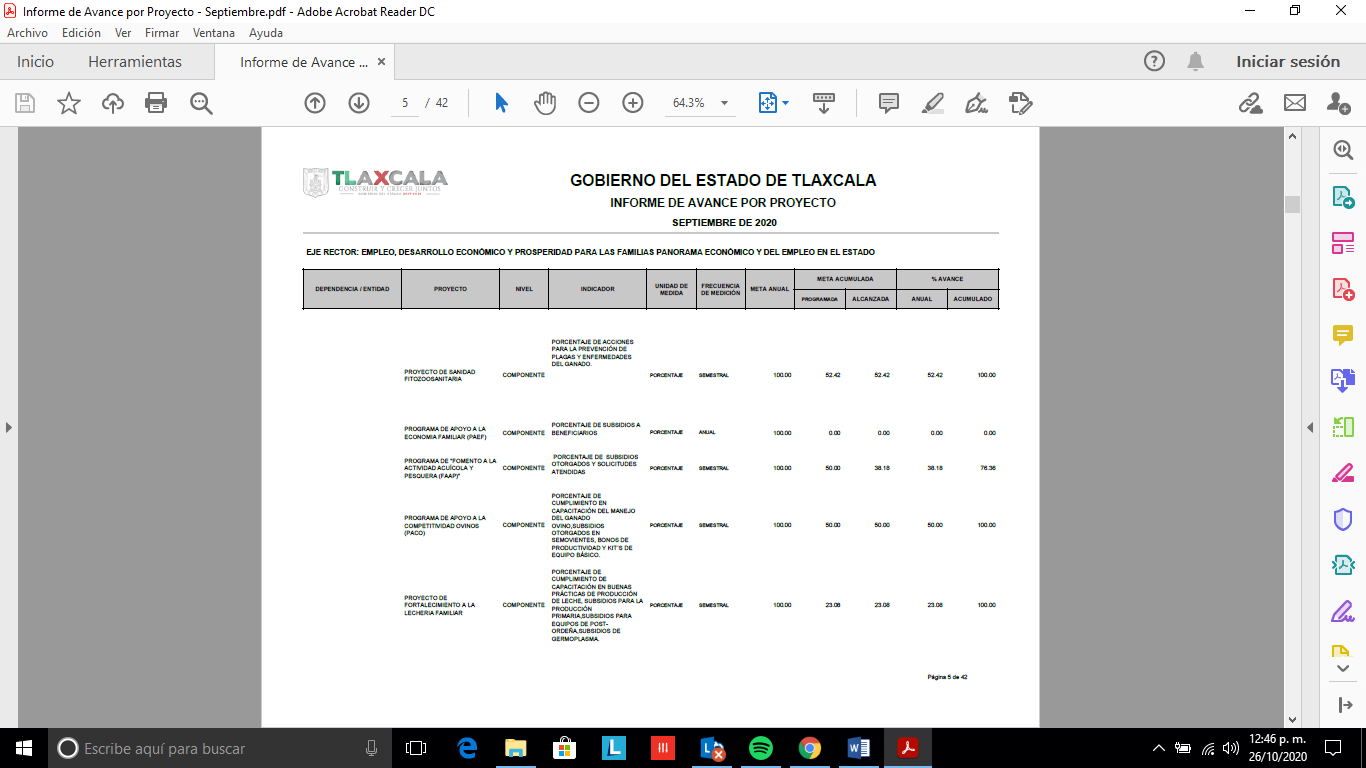 Informe de Avance por Proyecto - Septiembre.pdf - Adobe Acrobat Reader DC
Archivo Edición Ver Firmar Ventana Ayuda
Inicio Herramientas Informe de Avance ... × Iniciar sesión
5 / 42 64.3%
TLAXCALA
CONSTRUIR Y CRECER JUNTOS
GOBIERNO DEL ESTADO DE TLAXCALA
INFORME DE AVANCE POR PROYECTO
SEPTIEMBRE DE 2020
EJE RECTOR: EMPLEO, DESARROLLO ECONÓMICO Y PROSPERIDAD PARA LAS FAMILIAS PANORAMA ECONÓMICO Y DEL EMPLEO EN EL ESTADO
DEPENDENCIA / ENTIDAD
PROYECTO
NIVEL
INDICADOR
UNIDAD DE
MEDIDA
FRECUENCIA
DE MEDICIÓN
META ANUAL
META ACUMULADA
PROGRAMADA
ALCANZADA
% AVANCE
ANUAL
ACUMULADO
PROYECTO DE SANIDAD
FITOZOOSANITARIA
COMPONENTE
PORCENTAJE DE ACCIONES
PARA LA PREVENCIÓN DE
PLAGAS Y ENFERMEDADES
DEL GANADO.
PORCENTAJE SEMESTRAL 100.00 52.42 52.42 52.42 100.00
PROGRAMA DE APOYO A LA
ECONOMIA FAMILIAR (PAEF)
COMPONENTE
PORCENTAJE DE SUBSIDIOS A
BENEFICIARIOS
PORCENTAJE ANUAL 100.00 0.00 0.00 0.00 0.00
PROGRAMA DE "FOMENTO A LA
ACTIVIDAD ACUÍCOLA Y
PESQUERA (FAAP)"
COMPONENTE
PORCENTAJE DE SUBSIDIOS
OTORGADOS Y SOLICITUDES
ATENDIDAS
PORCENTAJE SEMESTRAL 100.00 50.00 38.18 38.18 76.36
PROGRAMA DE APOYO A LA
COMPETITIVIDAD OVINOS
(PACO)
COMPONENTE
PORCENTAJE DE
CUMPLIMIENTO EN
CAPACITACIÓN DEL MANEJO
DEL GANADO
OVINO,SUBSIDIOS
OTORGADOS EN
SEMOVIENTES, BONOS DE
PRODUCTIVIDAD Y KIT'S DE
EQUIPO BÁSICO.
PORCENTAJE SEMESTRAL 100.00 50.00 50.00 50.00 100.00
PROYECTO DE
FORTALECIMIENTO A LA
LECHERIA FAMILIAR
COMPONENTE
PORCENTAJE DE
CUMPLIMIENTO DE
CAPACITACIÓN EN BUENAS
PRÁCTICAS DE PRODUCCIÓN
DE LECHE, SUBSIDIOS PARA LA
PRODUCCIÓN
PRIMARIA,SUBSIDIOS PARA
EQUIPOS DE POST-
ORDEÑA,SUBSIDIOS DE
GERMOPLASMA.
PORCENTAJE SEMESTRAL 100.00 23.08 23.08 23.08 100.00
Página 5 de 42
Escribe aquí para buscar
12:46 p. m.
26/10/2020